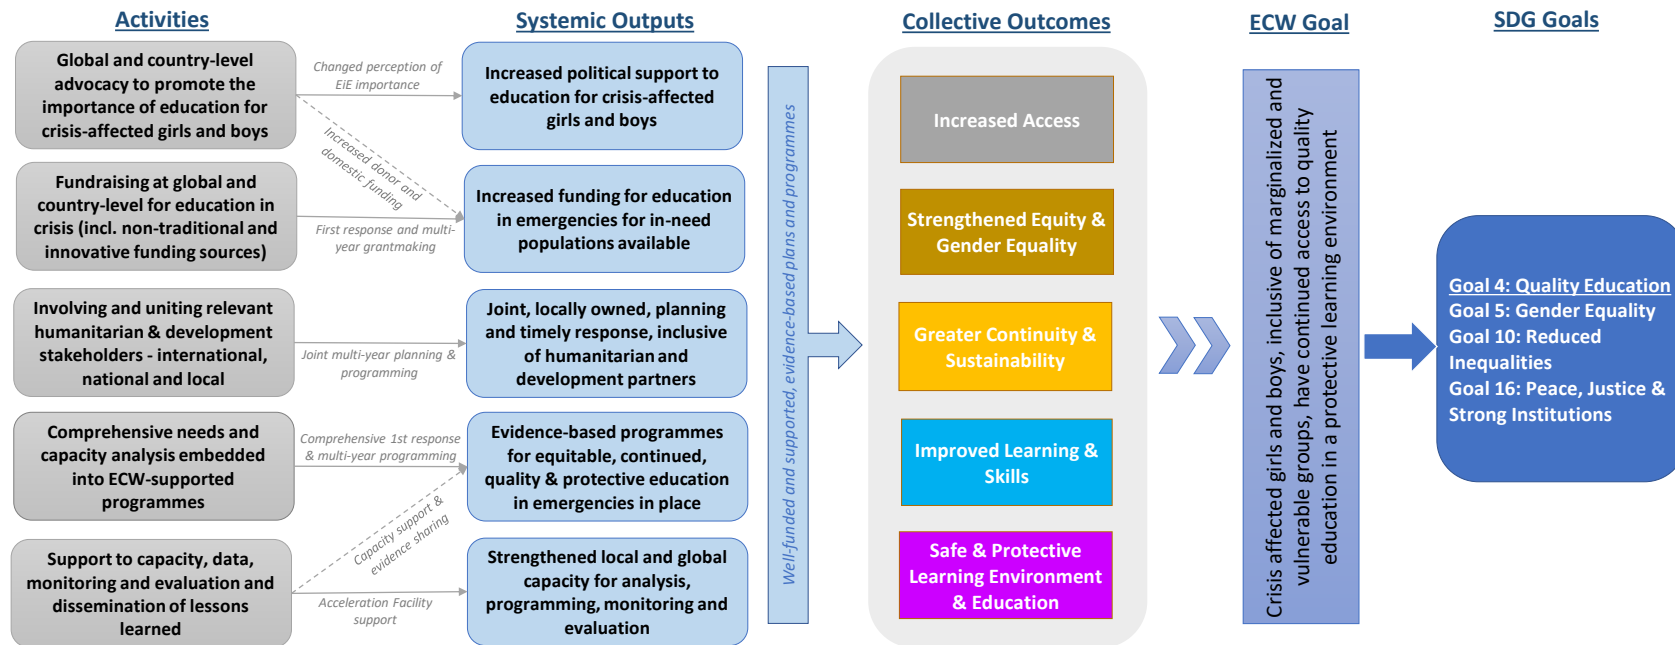 Activities
Global and country-level
advocacy to promote the
importance of education for
crisis-affected girls and boys
Fundraising at global and
country-level for education in
crisis (incl. non-traditional and
innovative funding sources)
Involving and uniting relevant
humanitarian & development
stakeholders - international,
national and local
Comprehensive needs and
capacity analysis embedded
into ECW-supported
programmes
Support to capacity, data,
monitoring and evaluation and
dissemination of lessons
learned
Changed perception of
EiE importance
Increased donor and
domestic funding
First response and multi-
year grantmaking
Joint multi-year planning &
programming
Comprehensive 1st response
& multi-year programming
Capacity support &
evidence sharing
Acceleration Facility
support
Systemic Outputs
Increased political support to
education for crisis-affected
girls and boys
Increased funding for education
in emergencies for in-need
populations available
Joint, locally owned, planning
and timely response, inclusive
of humanitarian and
development partners
Evidence-based programmes
for equitable, continued,
quality & protective education
in emergencies in place
Strengthened local and global
capacity for analysis,
programming, monitoring and
evaluation
Well-funded and supported, evidence-based plans and programmes
Collective Outcomes
Increased Access
Strengthened Equity &
Gender Equality
Greater Continuity &
Sustainability
Improved Learning &
Skills
Safe & Protective
Learning Environment
& Education
ECW Goal
Crisis affected girls and boys, inclusive of marginalized and
vulnerable groups, have continued access to quality
education in a protective learning environment
SDG Goals
Goal 4: Quality Education
Goal 5: Gender Equality
Goal 10: Reduced
Inequalities
Goal 16: Peace, Justice &
Strong Institutions